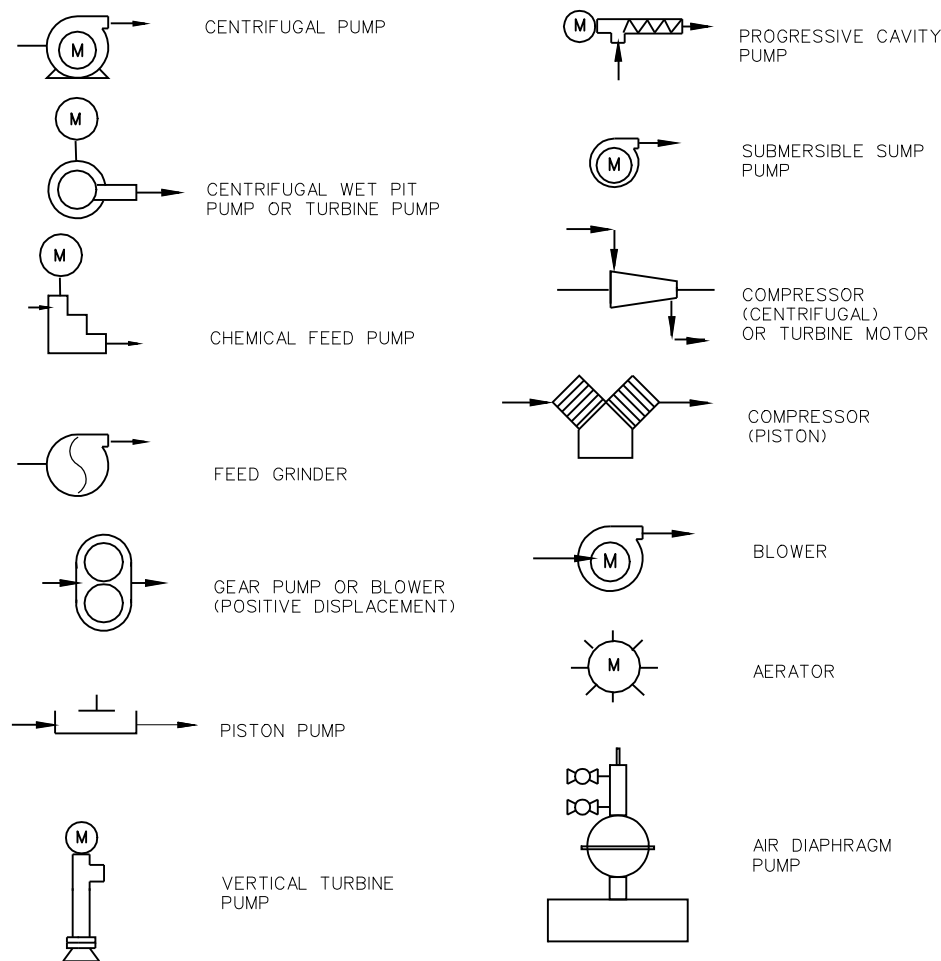 M
CENTRIFUGAL PUMP
M
CENTRIFUGAL WET PIT
PUMP OR TURBINE PUMP
M
CHEMICAL FEED PUMP
FEED GRINDER
GEAR PUMP OR BLOWER
(POSITIVE DISPLACEMENT)
PISTON PUMP
M
VERTICAL TURBINE
PUMP
M
PROGRESSIVE CAVITY
PUMP
M
SUBMERSIBLE SUMP
PUMP
COMPRESSOR
(CENTRIFUGAL)
OR TURBINE MOTOR
COMPRESSOR
(PISTON)
M
BLOWER
M
AERATOR
AIR DIAPHRAGM
PUMP